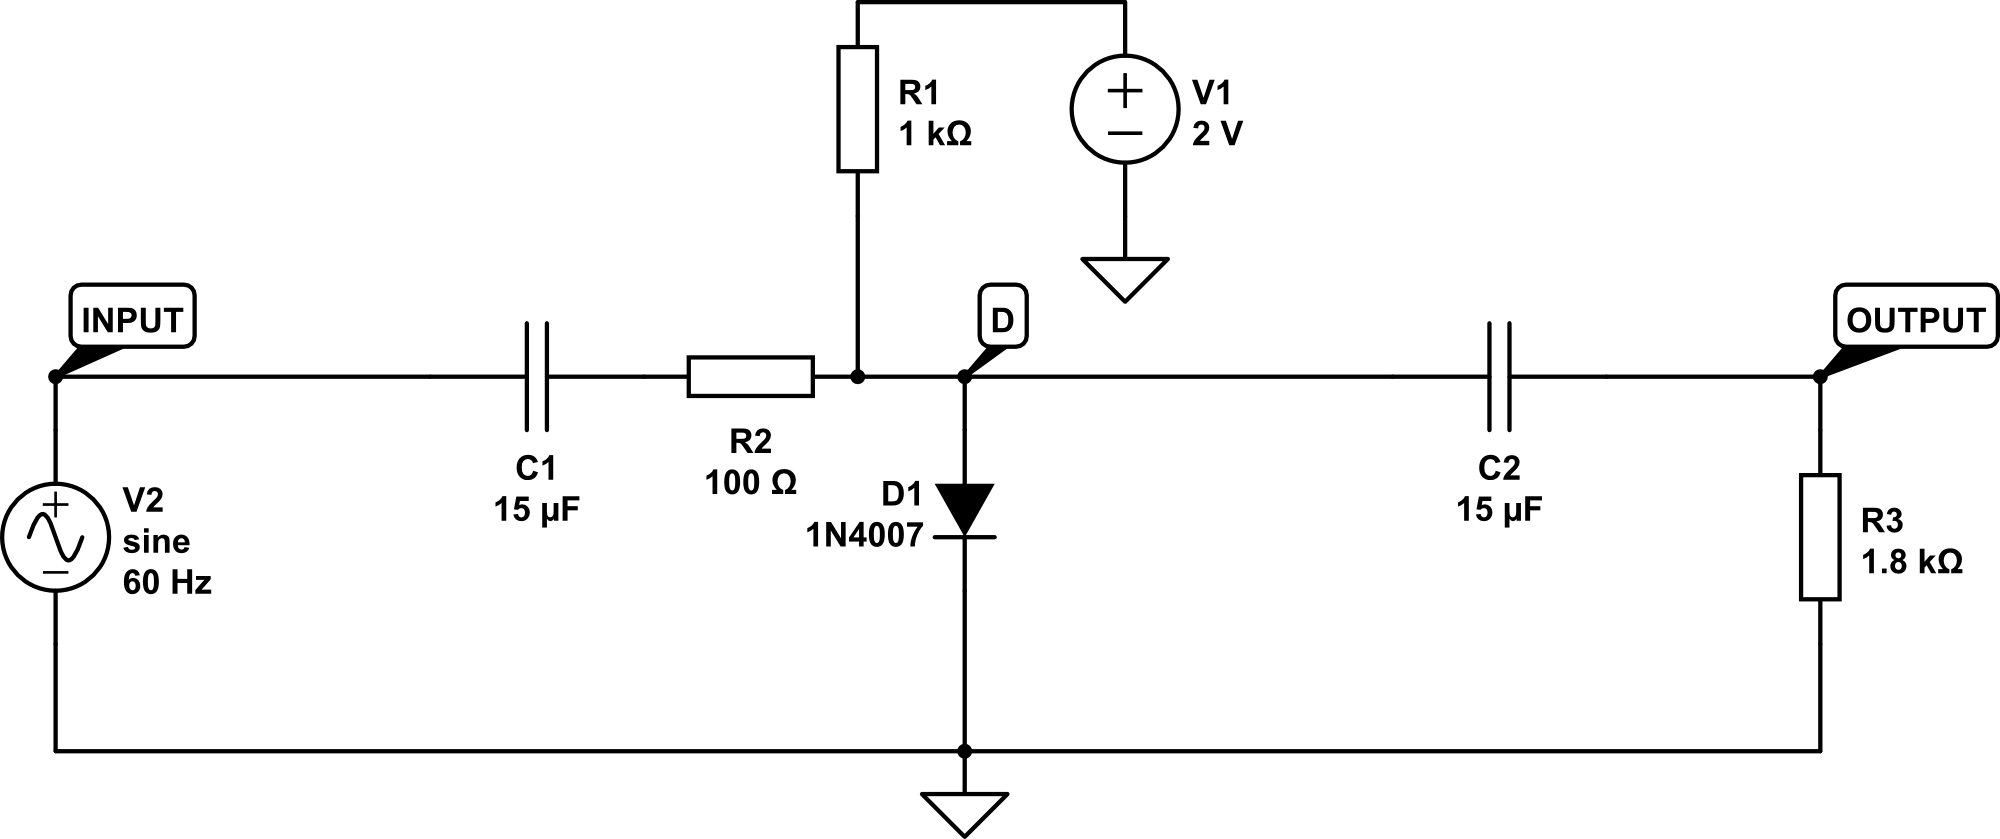 R1
1 kΩ
V1
2 V
INPUT
D
OUTPUT
R2
100 Ω
C1
15 µF
C2
15 µF
V2
sine
60 Hz
D1
1N4007
R3
1.8 kΩ